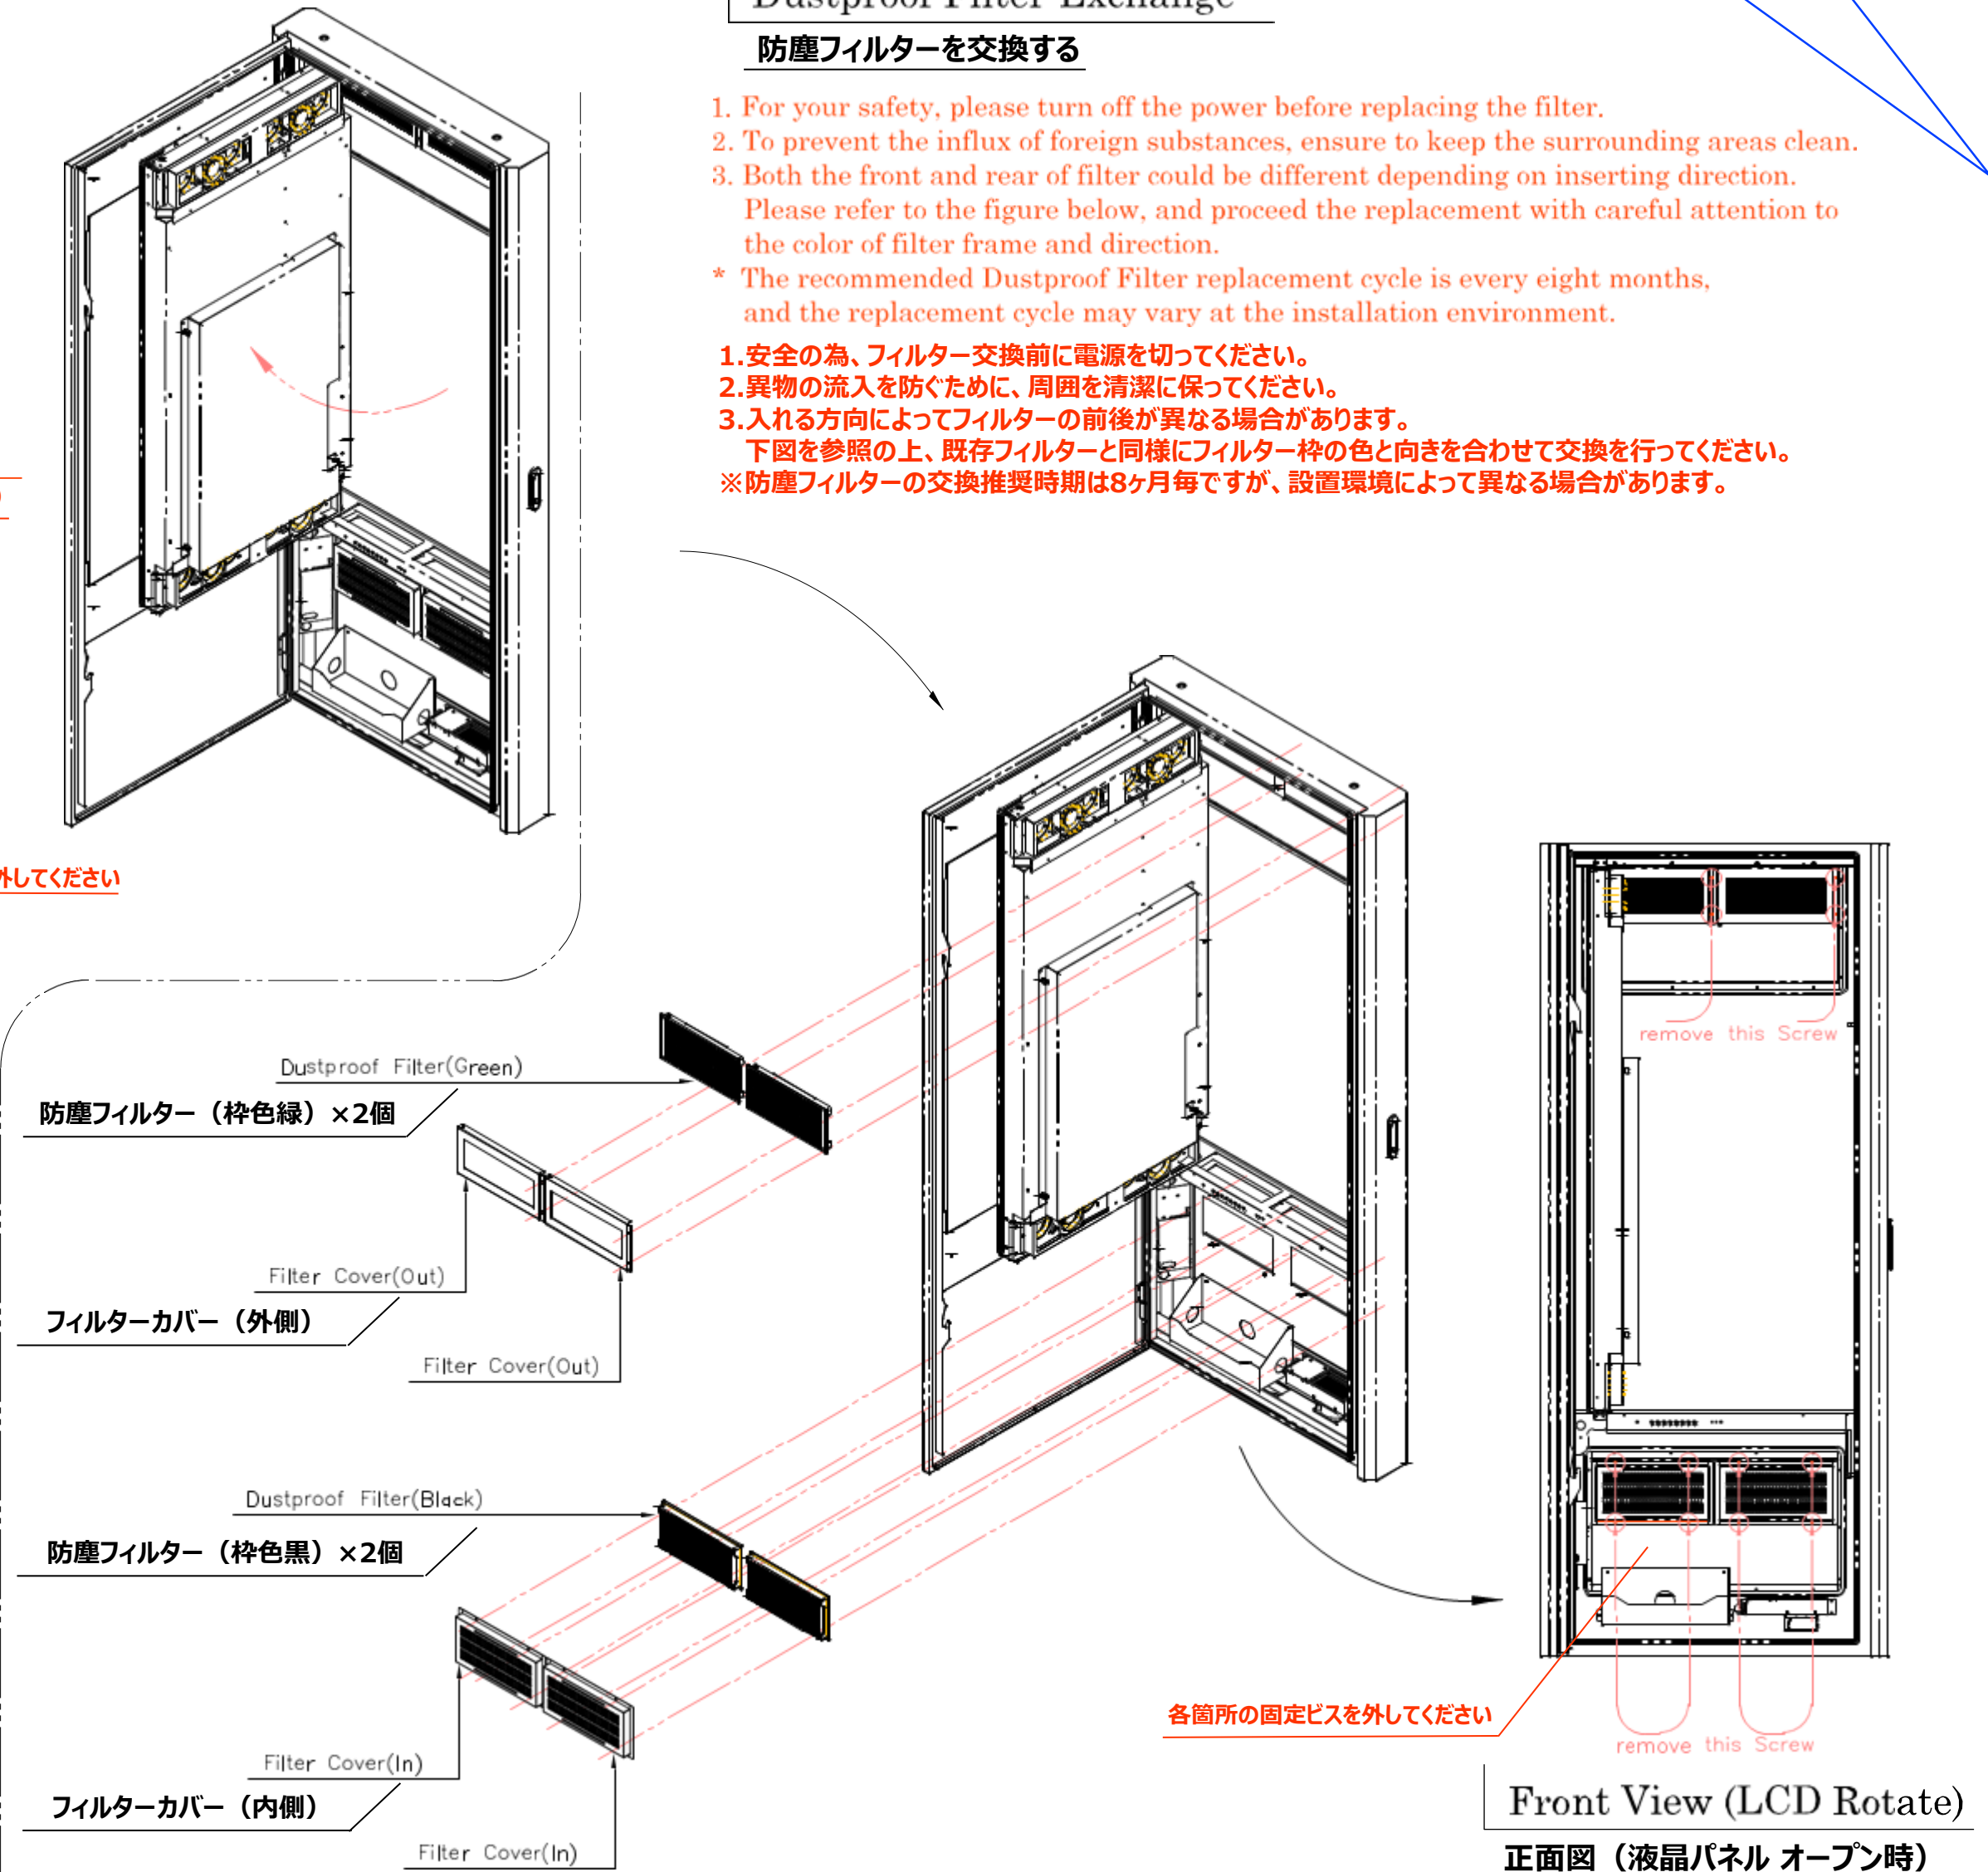 Dustproof Filter Exchange
防塵フィルターを交換する
1. For your safety, please turn off the power before replacing the filter.
2. To prevent the influx of foreign substances, ensure to keep the surrounding areas clean.
3. Both the front and rear of filter could be different depending on inserting direction.
Please refer to the figure below, and proceed the replacement with careful attention to
the color of filter frame and direction.
* The recommended Dustproof Filter replacement cycle is every eight months,
and the replacement cycle may vary at the installation environment.
1.安全の為、フィルター交換前に電源を切ってください。
2.異物の流入を防ぐために、周囲を清潔に保ってください。
3.入れる方向によってフィルターの前後が異なる場合があります。
下図を参照の上、既存フィルターと同様にフィルター枠の色と向きを合わせて交換を行ってください。
※防塵フィルターの交換推奨時期は8ヶ月毎ですが、設置環境によって異なる場合があります。
外してください
remove this Screw
Dustproof Filter(Green)
防塵フィルター（枠色緑）×2個
Filter Cover(Out)
フィルターカバー（外側）
Filter Cover(Out)
Dustproof Filter(Black)
防塵フィルター（枠色黒）×2個
各箇所の固定ビスを外してください
remove this Screw
Filter Cover(In)
フィルターカバー（内側）
Filter Cover(In)
Front View (LCD Rotate)
正面図（液晶パネル オープン時）